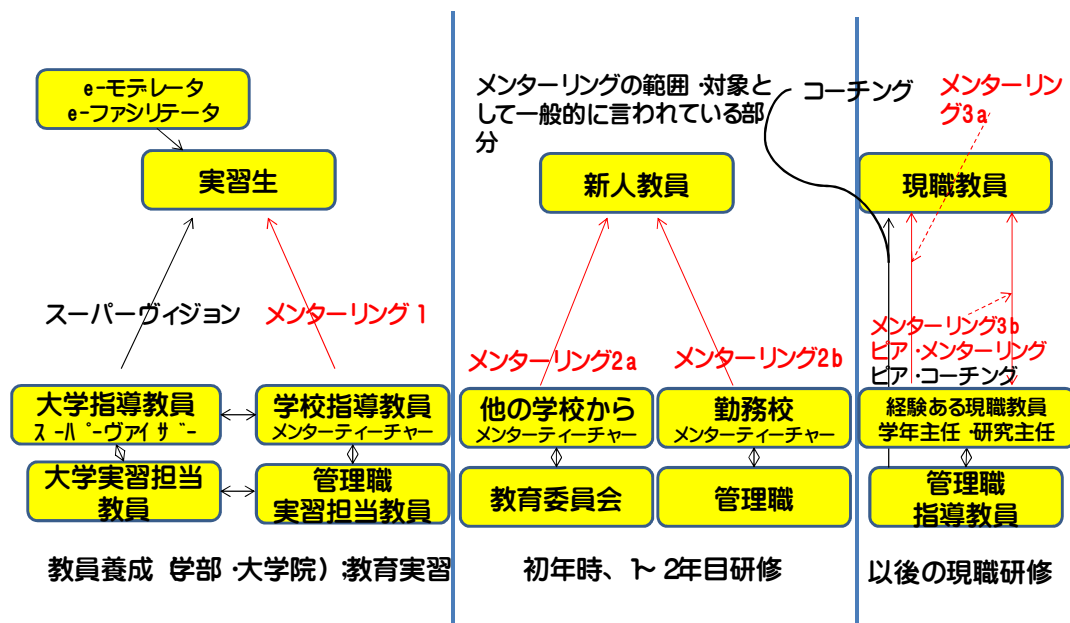 e-モデレータ
e-ファシリテータ
実習生
スーパーヴィジョン
メンターリング1
大学指導教員
スーパーヴァイザー
学校指導教員
メンターティーチャー
大学実習担当
教員
管理職
実習担当教員
教員養成（学部・大学院）；教育実習
メンターリングの範囲・対象と
して一般的に言われている部
分
新人教員
メンターリング2a
メンターリング2b
他の学校から
メンターティーチャー
勤務校
メンターティーチャー
教育委員会
管理職
初年時、1～2年目研修
コーチング
メンターリン
グ3a
現職教員
メンターリング3b
ピア・メンターリング
ピア・コーチング
経験ある現職教員
学年主任・研究主任
管理職
指導教員
以後の現職研修